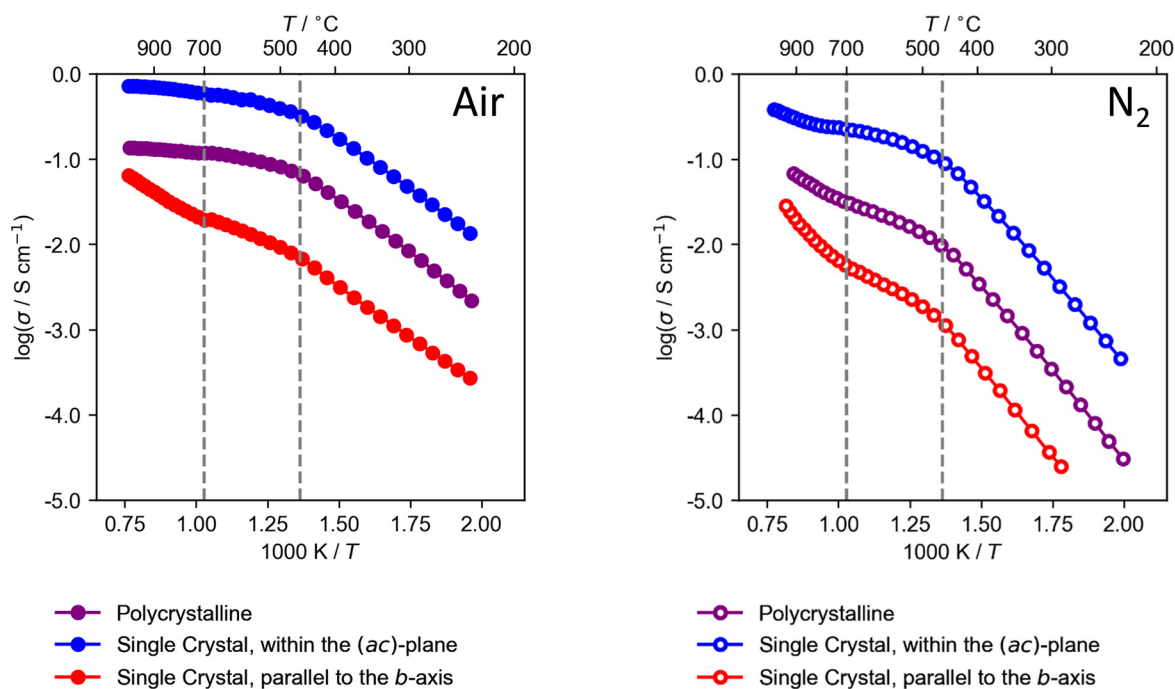 T / °C
900 700 500 400 300 200
0.0
-1.0
-2.0
-3.0
-4.0
-5.0
log(σ / S cm⁻¹)
Air
0.75 1.00 1.25 1.50 1.75 2.00
1000 K / T
Polycrystalline
Single Crystal, within the (ac)-plane
Single Crystal, parallel to the b-axis
T / °C
900 700 500 400 300 200
0.0
-1.0
-2.0
-3.0
-4.0
-5.0
log(σ / S cm⁻¹)
N₂
0.75 1.00 1.25 1.50 1.75 2.00
1000 K / T
Polycrystalline
Single Crystal, within the (ac)-plane
Single Crystal, parallel to the b-axis